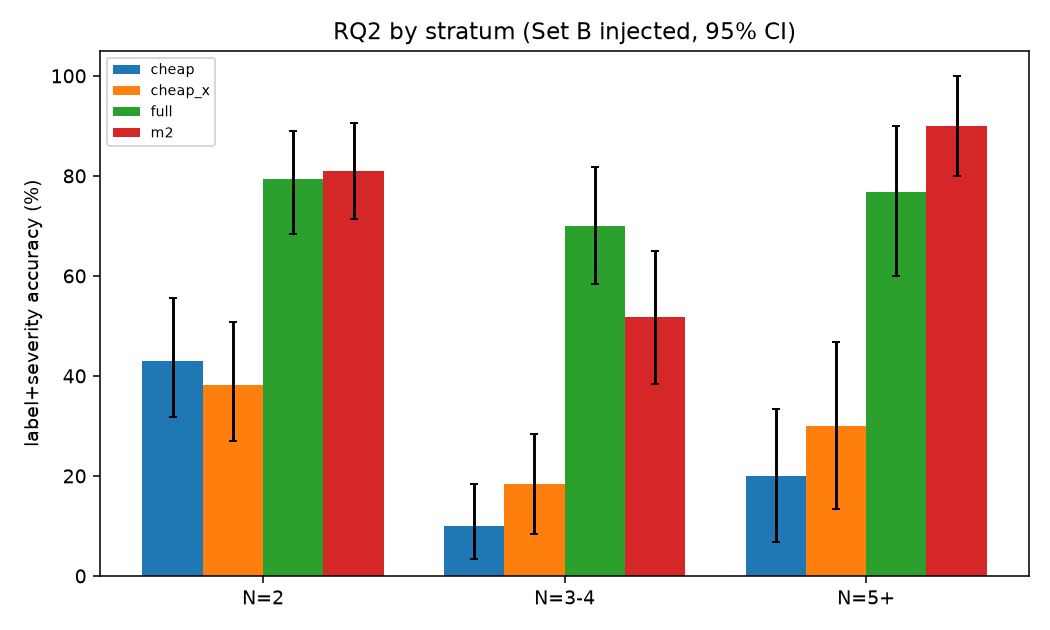 RQ2 by stratum (Set B injected, 95% CI)
cheap
cheap_x
full
m2
label+severity accuracy (%)
100
80
60
40
20
0
N=2
N=3-4
N=5+